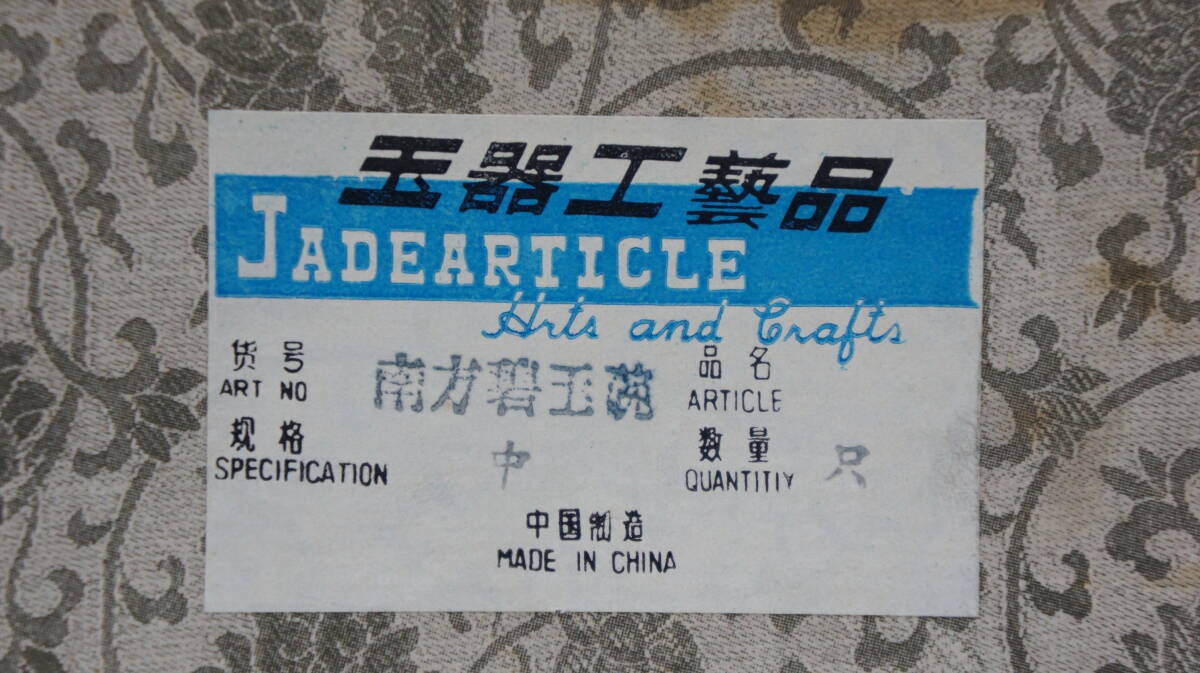 玉器工藝品
JADEARTICLE
Arts and Crafts
货号 南方碧玉碗 品名
ART NO ARTICLE
规格 中 数量 只
SPECIFICATION QUANTITIY
中国制造
MADE IN CHINA